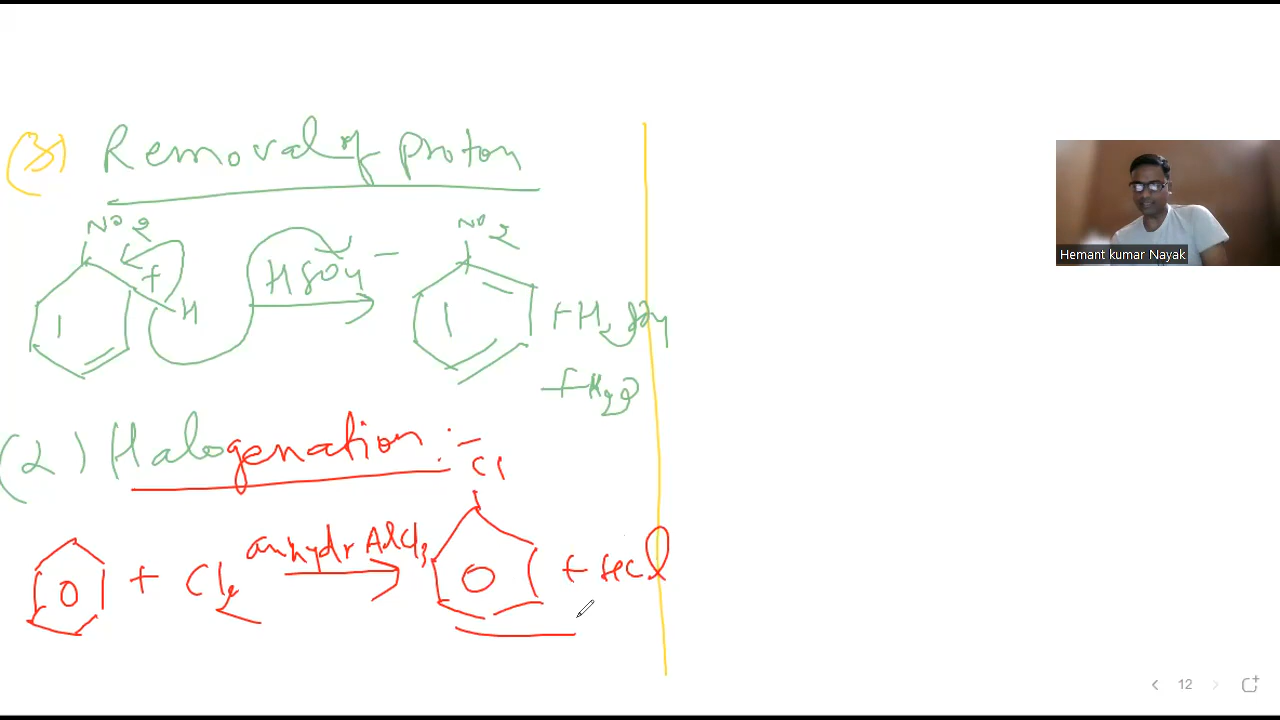 (3) Removal of proton
NO2 NO2
+ H HSO4- + H2SO4
+ H2O
(2) Halogenation :-
Cl
+ Cl2 anhydr AlCl3 + HCl
Hemant kumar Nayak
12